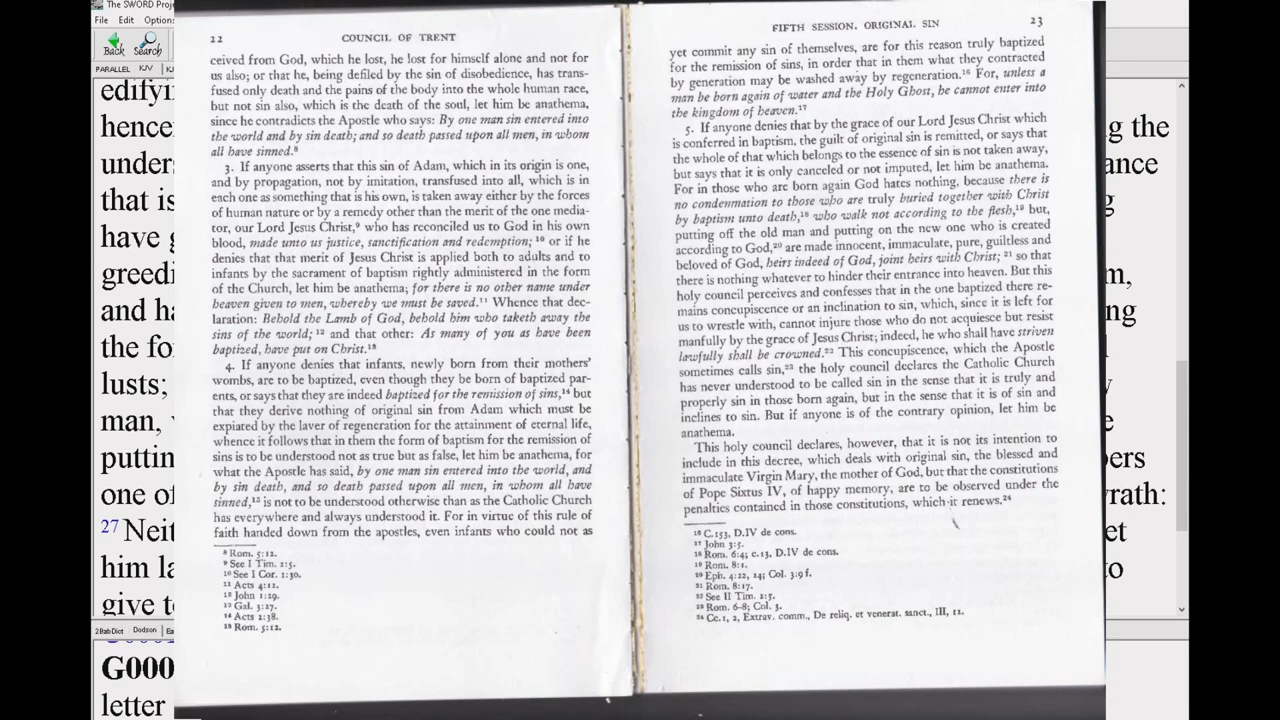 The SWORD Proj
File Edit Option
Back Search
PARALLEL KJV
edifyi
hence
unders
that is
have g
greedi
and ha
the fo
lusts;
man,
puttin
one of
27 Neit
him la
give t
2BabDict Dodson Ea
G000
letter
22 COUNCIL OF TRENT
ceived from God, which he lost, he lost for himself alone and not for
us also; or that he, being defiled by the sin of disobedience, has trans-
fused only death and the pains of the body into the whole human race,
but not sin also, which is the death of the soul, let him be anathema,
since he contradicts the Apostle who says: By one man sin entered into
the world and by sin death; and so death passed upon all men, in whom
all have sinned.8
3. If anyone asserts that this sin of Adam, which in its origin is one,
and by propagation, not by imitation, transfused into all, which is in
each one as something that is his own, is taken away either by the forces
of human nature or by a remedy other than the merit of the one media-
tor, our Lord Jesus Christ,9 who has reconciled us to God in his own
blood, made unto us justice, sanctification and redemption;10 or if he
denies that that merit of Jesus Christ is applied both to adults and to
infants by the sacrament of baptism rightly administered in the form
of the Church, let him be anathema; for there is no other name under
heaven given to men, whereby we must be saved.11 Whence that dec-
laration: Behold the Lamb of God, behold him who taketh away the
sins of the world;12 and that other: As many of you as have been
baptized, have put on Christ.13
4. If anyone denies that infants, newly born from their mothers'
wombs, are to be baptized, even though they be born of baptized par-
ents, or says that they are indeed baptized for the remission of sins,14 but
that they derive nothing of original sin from Adam which must be
expiated by the laver of regeneration for the attainment of eternal life,
whence it follows that in them the form of baptism for the remission of
sins is to be understood not as true but as false, let him be anathema, for
what the Apostle has said, by one man sin entered into the world, and
by sin death, and so death passed upon all men, in whom all have
sinned,15 is not to be understood otherwise than as the Catholic Church
has everywhere and always understood it. For in virtue of this rule of
faith handed down from the apostles, even infants who could not as
8 Rom. 5:12.
9 See I Tim. 2:5.
10 See I Cor. 1:30.
11 Acts 4:12.
12 John 1:29.
13 Gal. 3:27.
14 Acts 2:38.
15 Rom. 5:12.
FIFTH SESSION. ORIGINAL SIN 23
yet commit any sin of themselves, are for this reason truly baptized
for the remission of sins, in order that in them what they contracted
by generation may be washed away by regeneration.16 For, unless a
man be born again of water and the Holy Ghost, he cannot enter into
the kingdom of heaven.17
5. If anyone denies that by the grace of our Lord Jesus Christ which
is conferred in baptism, the guilt of original sin is remitted, or says that
the whole of that which belongs to the essence of sin is not taken away,
but says that it is only canceled or not imputed, let him be anathema.
For in those who are born again God hates nothing, because there is
no condemnation to those who are truly buried together with Christ
by baptism unto death,18 who walk not according to the flesh,19 but,
putting off the old man and putting on the new one who is created
according to God,20 are made innocent, immaculate, pure, guiltless and
beloved of God, heirs indeed of God, joint heirs with Christ;21 so that
there is nothing whatever to hinder their entrance into heaven. But this
holy council perceives and confesses that in the one baptized there re-
mains concupiscence or an inclination to sin, which, since it is left for
us to wrestle with, cannot injure those who do not acquiesce but resist
manfully by the grace of Jesus Christ; indeed, he who shall have striven
lawfully shall be crowned.22 This concupiscence, which the Apostle
sometimes calls sin,23 the holy council declares the Catholic Church
has never understood to be called sin in the sense that it is truly and
properly sin in those born again, but in the sense that it is of sin and
inclines to sin. But if anyone is of the contrary opinion, let him be
anathema.
This holy council declares, however, that it is not its intention to
include in this decree, which deals with original sin, the blessed and
immaculate Virgin Mary, the mother of God, but that the constitutions
of Pope Sixtus IV, of happy memory, are to be observed under the
penalties contained in those constitutions, which it renews.24
16 C.153, D.IV de cons.
17 John 3:5.
18 Rom. 6:4; c.13, D.IV de cons.
19 Rom. 8:1.
20 Eph. 4:22, 24; Col. 3:9 f.
21 Rom. 8:17.
22 See II Tim. 2:5.
23 Rom. 6-8; Col. 3.
24 Cc.1, 2, Extrav. comm., De reliq. et venerat. sanct., III, 12.
g the
ance
g
m,
ng
e
bers
wrath:
et
to